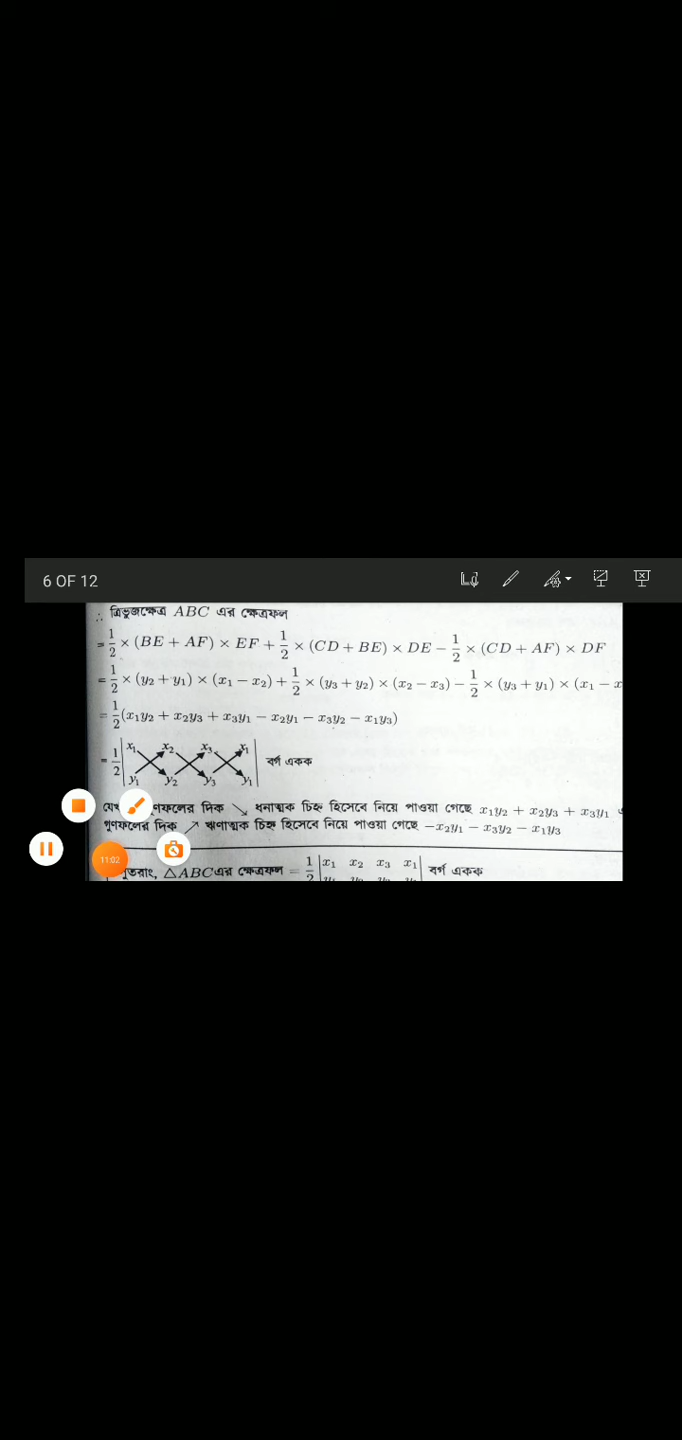 6 OF 12
∴ ত্রিভুজক্ষেত্র ABC এর ক্ষেত্রফল
= 1/2 × (BE + AF) × EF + 1/2 × (CD + BE) × DE − 1/2 × (CD + AF) × DF
= 1/2 × (y₂ + y₁) × (x₁ − x₂) + 1/2 × (y₃ + y₂) × (x₂ − x₃) − 1/2 × (y₃ + y₁) × (x₁ − x
= 1/2 (x₁y₂ + x₂y₃ + x₃y₁ − x₂y₁ − x₃y₂ − x₁y₃)
= 1/2 | x₁ x₂ x₃ x₁ | বর্গ একক
y₁ y₂ y₃ y₁
দিক ↘ ধনাত্মক চিহ্ন হিসেবে নিয়ে পাওয়া গেছে x₁y₂ + x₂y₃ + x₃y₁
গুণফলের দিক ↗ ঋণাত্মক চিহ্ন হিসেবে নিয়ে পাওয়া গেছে −x₂y₁ − x₃y₂ − x₁y₃
△ABC এর ক্ষেত্রফল = 1/2 | x₁ x₂ x₃ x₁ | বর্গ একক
11:02